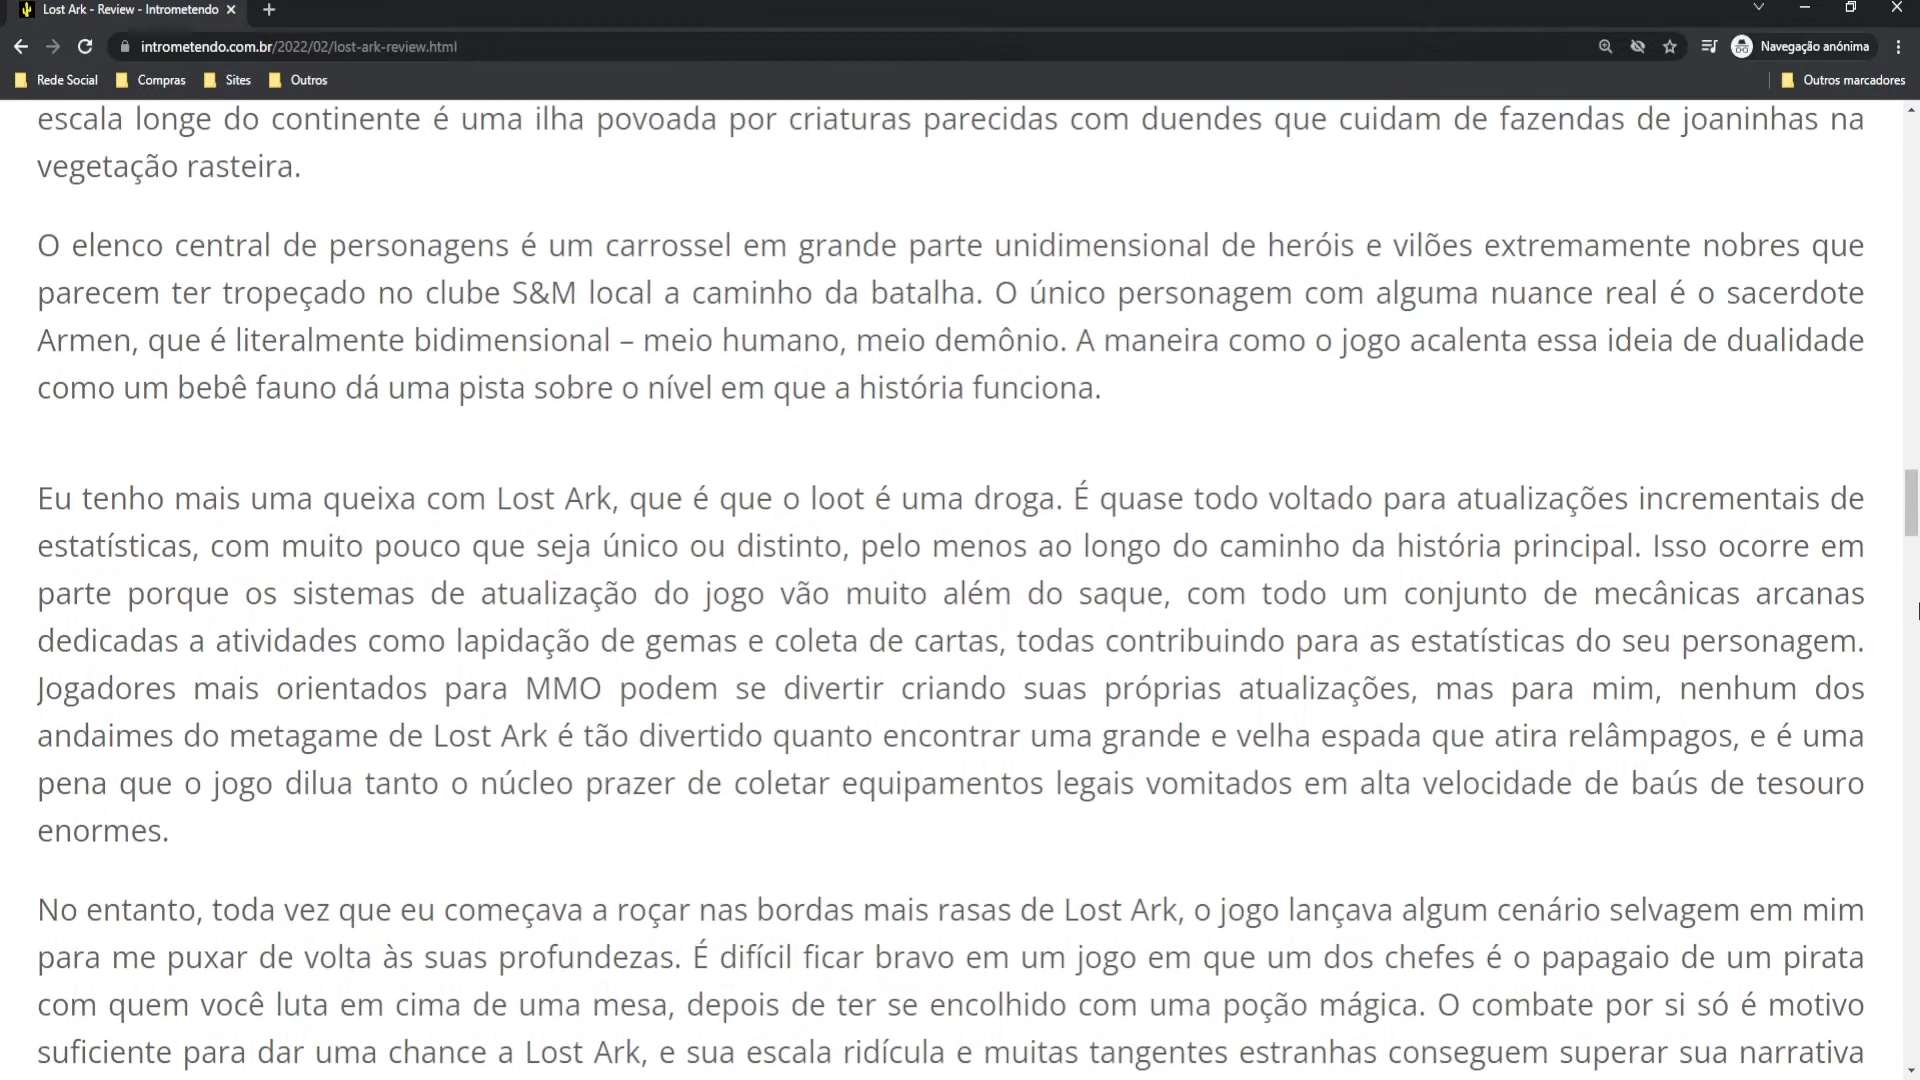 Lost Ark - Review - Intrometendo
intrometendo.com.br/2022/02/lost-ark-review.html
Navegação anónima
Rede Social Compras Sites Outros Outros marcadores
escala longe do continente é uma ilha povoada por criaturas parecidas com duendes que cuidam de fazendas de joaninhas na
vegetação rasteira.
O elenco central de personagens é um carrossel em grande parte unidimensional de heróis e vilões extremamente nobres que
parecem ter tropeçado no clube S&M local a caminho da batalha. O único personagem com alguma nuance real é o sacerdote
Armen, que é literalmente bidimensional – meio humano, meio demônio. A maneira como o jogo acalenta essa ideia de dualidade
como um bebê fauno dá uma pista sobre o nível em que a história funciona.
Eu tenho mais uma queixa com Lost Ark, que é que o loot é uma droga. É quase todo voltado para atualizações incrementais de
estatísticas, com muito pouco que seja único ou distinto, pelo menos ao longo do caminho da história principal. Isso ocorre em
parte porque os sistemas de atualização do jogo vão muito além do saque, com todo um conjunto de mecânicas arcanas
dedicadas a atividades como lapidação de gemas e coleta de cartas, todas contribuindo para as estatísticas do seu personagem.
Jogadores mais orientados para MMO podem se divertir criando suas próprias atualizações, mas para mim, nenhum dos
andaimes do metagame de Lost Ark é tão divertido quanto encontrar uma grande e velha espada que atira relâmpagos, e é uma
pena que o jogo dilua tanto o núcleo prazer de coletar equipamentos legais vomitados em alta velocidade de baús de tesouro
enormes.
No entanto, toda vez que eu começava a roçar nas bordas mais rasas de Lost Ark, o jogo lançava algum cenário selvagem em mim
para me puxar de volta às suas profundezas. É difícil ficar bravo em um jogo em que um dos chefes é o papagaio de um pirata
com quem você luta em cima de uma mesa, depois de ter se encolhido com uma poção mágica. O combate por si só é motivo
suficiente para dar uma chance a Lost Ark, e sua escala ridícula e muitas tangentes estranhas conseguem superar sua narrativa